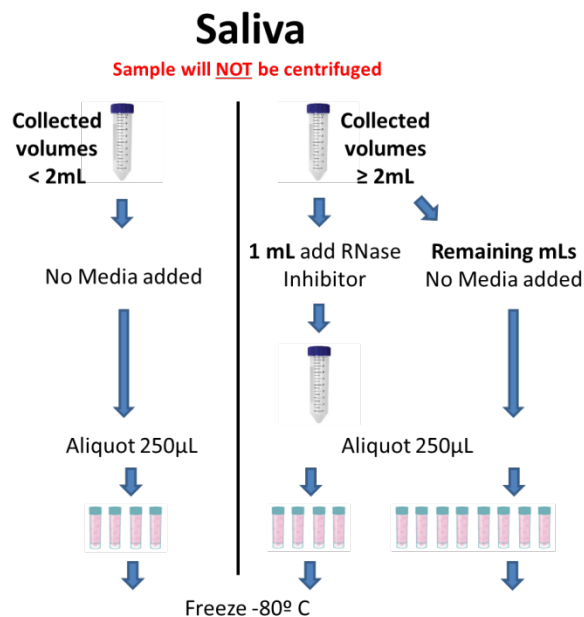 Saliva
Sample will NOT be centrifuged
Collected
volumes
< 2mL
Collected
volumes
≥ 2mL
No Media added
1 mL add RNase
Inhibitor
Remaining mLs
No Media added
Aliquot 250µL
Aliquot 250µL
Freeze -80º C